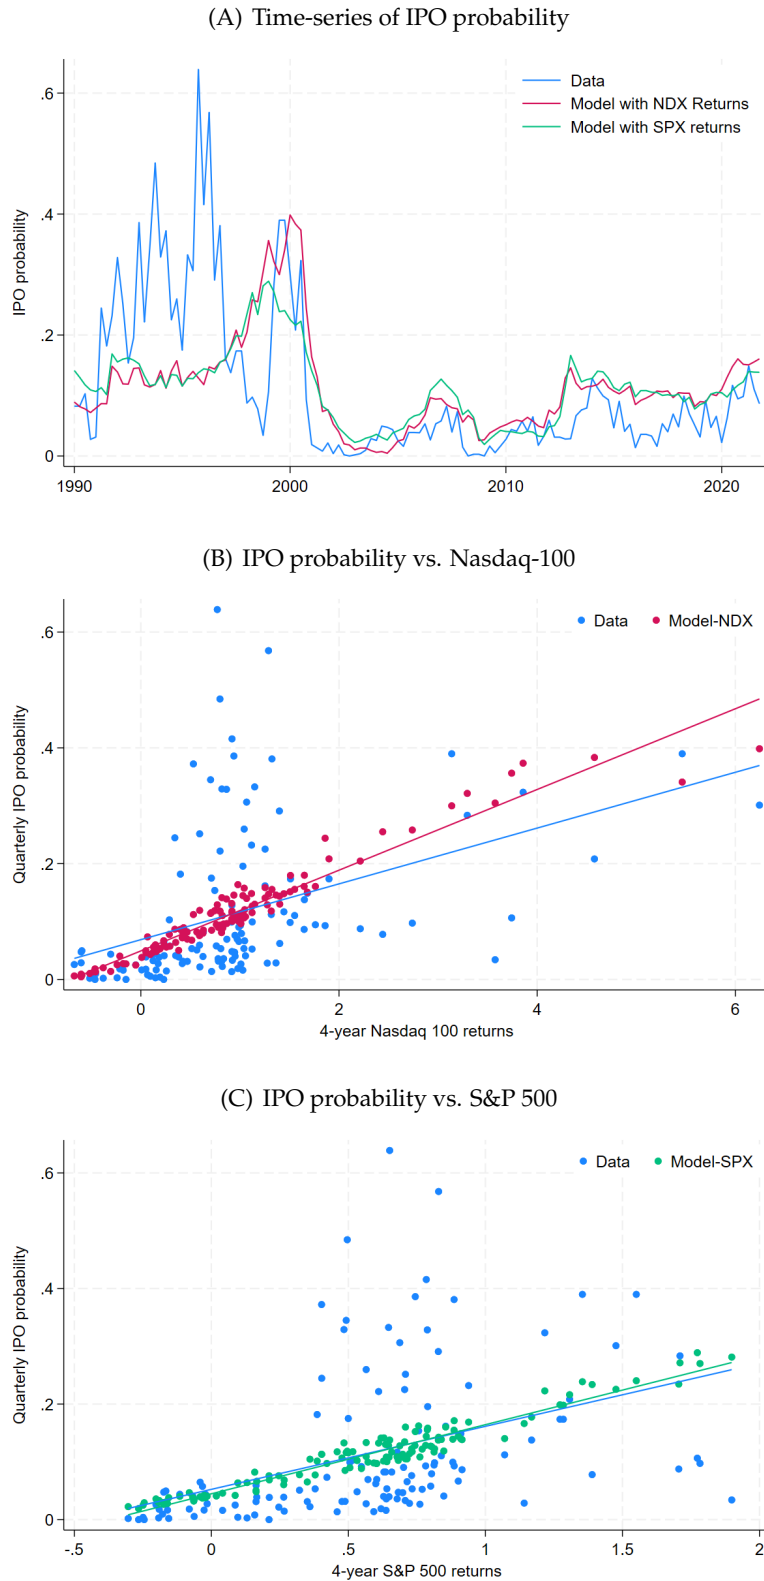 (A) Time-series of IPO probability
Data
Model with NDX Returns
Model with SPX returns
IPO probability
.6
.4
.2
0
1990
2000
2010
2020
(B) IPO probability vs. Nasdaq-100
Data
Model-NDX
Quarterly IPO probability
.6
.4
.2
0
0
2
4
6
4-year Nasdaq 100 returns
(C) IPO probability vs. S&P 500
Data
Model-SPX
Quarterly IPO probability
.6
.4
.2
0
-.5
0
.5
1
1.5
2
4-year S&P 500 returns